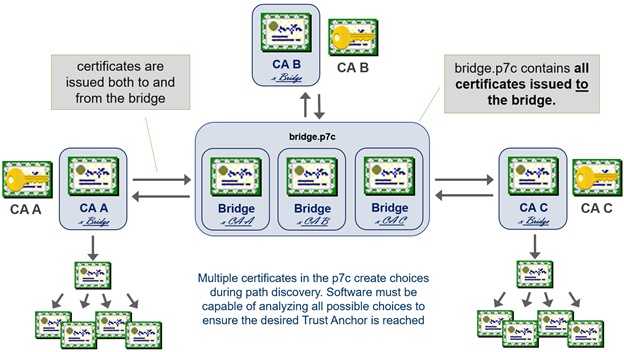 CA B
x Bridge
CA B
certificates are
issued both to and
from the bridge
bridge.p7c contains all
certificates issued to
the bridge.
bridge.p7c
CA A
CA A
x Bridge
Bridge
x CA A
Bridge
x CA B
Bridge
x CA C
CA C
x Bridge
CA C
Multiple certificates in the p7c create choices
during path discovery. Software must be
capable of analyzing all possible choices to
ensure the desired Trust Anchor is reached